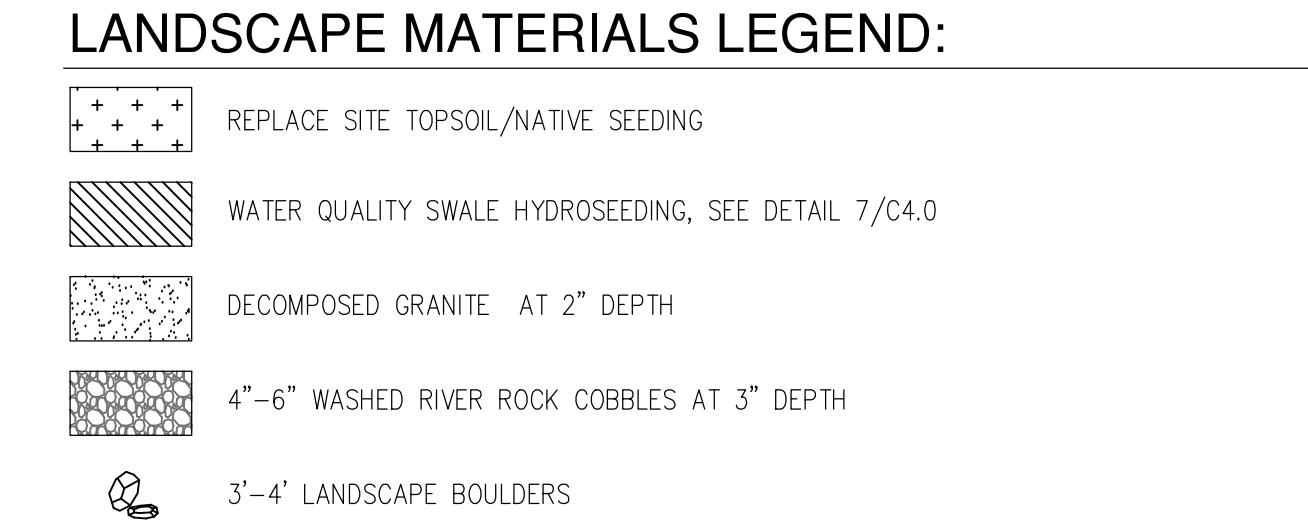 LANDSCAPE MATERIALS LEGEND:
REPLACE SITE TOPSOIL/NATIVE SEEDING
WATER QUALITY SWALE HYDROSEEDING, SEE DETAIL 7/C4.0
DECOMPOSED GRANITE AT 2" DEPTH
4"-6" WASHED RIVER ROCK COBBLES AT 3" DEPTH
3'-4' LANDSCAPE BOULDERS